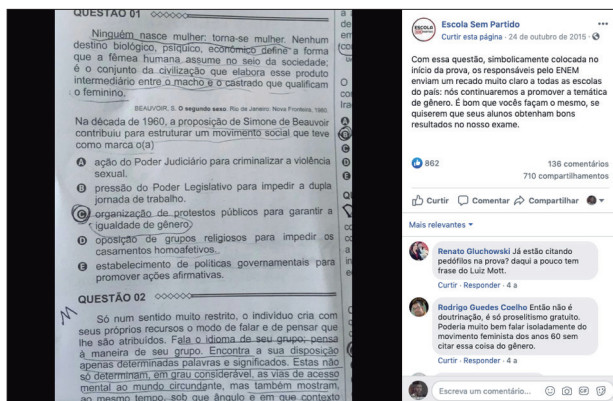 QUESTÃO 01
Ninguém nasce mulher: torna-se mulher. Nenhum
destino biológico, psíquico, econômico define a forma
que a fêmea humana assume no seio da sociedade;
é o conjunto da civilização que elabora esse produto
intermediário entre o macho e o castrado que qualificam
o feminino.
BEAUVOIR, S. O segundo sexo. Rio de Janeiro: Nova Fronteira, 1980.
Na década de 1960, a proposição de Simone de Beauvoir
contribuiu para estruturar um movimento social que teve
como marca o(a)
A ação do Poder Judiciário para criminalizar a violência
sexual.
B pressão do Poder Legislativo para impedir a dupla
jornada de trabalho.
C organização de protestos públicos para garantir a
igualdade de gênero.
D oposição de grupos religiosos para impedir os
casamentos homoafetivos.
E estabelecimento de políticas governamentais para
promover ações afirmativas.
QUESTÃO 02
Só num sentido muito restrito, o indivíduo cria com
seus próprios recursos o modo de falar e de pensar que
lhe são atribuídos. Fala o idioma de seu grupo; pensa
à maneira de seu grupo. Encontra a sua disposição
apenas determinadas palavras e significados. Estas não
só determinam, em grau considerável, as vias de acesso
mental ao mundo circundante, mas também mostram,
ao mesmo tempo, sob que ângulo e em que contexto
Escola Sem Partido
Curtir esta página · 24 de outubro de 2015 ·
Com essa questão, simbolicamente colocada no
início da prova, os responsáveis pelo ENEM
enviam um recado muito claro a todas as escolas
do país: nós continuaremos a promover a temática
de gênero. É bom que vocês façam o mesmo, se
quiserem que seus alunos obtenham bons
resultados no nosso exame.
862
136 comentários
710 compartilhamentos
Curtir Comentar Compartilhar
Mais relevantes
Renato Gluchowski Já estão citando
pedófilos na prova? daqui a pouco tem
frase do Luiz Mott.
Curtir · Responder · 4 a
Rodrigo Guedes Coelho Então não é
doutrinação, é só proselitismo gratuito.
Poderia muito bem falar isoladamente do
movimento feminista dos anos 60 sem
citar essa coisa do gênero.
Curtir · Responder · 4 a
Escreva um comentário...